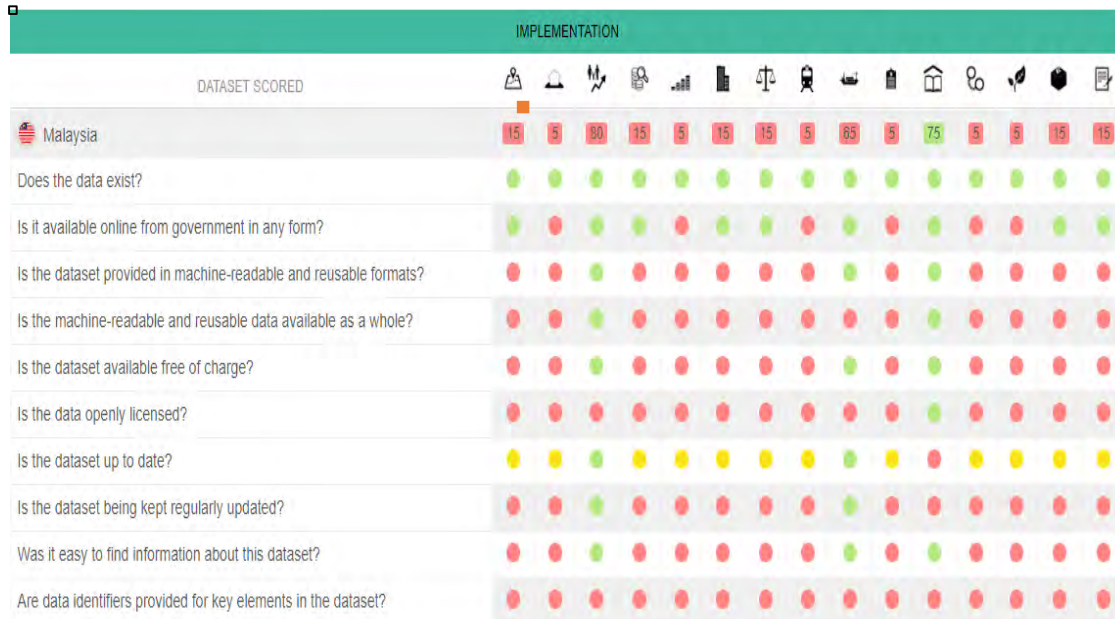 IMPLEMENTATION
DATASET SCORED
Malaysia 15 5 80 15 5 15 15 5 65 5 75 5 5 15 15
Does the data exist?
Is it available online from government in any form?
Is the dataset provided in machine-readable and reusable formats?
Is the machine-readable and reusable data available as a whole?
Is the dataset available free of charge?
Is the data openly licensed?
Is the dataset up to date?
Is the dataset being kept regularly updated?
Was it easy to find information about this dataset?
Are data identifiers provided for key elements in the dataset?